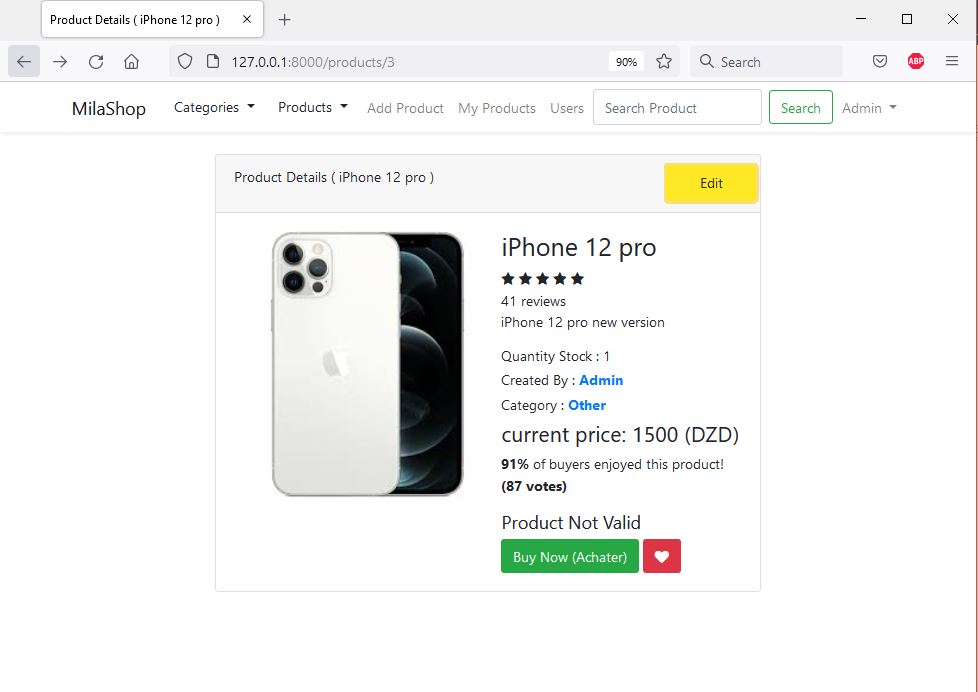 Product Details ( iPhone 12 pro )
127.0.0.1:8000/products/3
90%
Search
ABP
MilaShop
Categories
Products
Add Product
My Products
Users
Search Product
Search
Admin
Product Details ( iPhone 12 pro )
Edit
iPhone 12 pro
41 reviews
iPhone 12 pro new version
Quantity Stock : 1
Created By : Admin
Category : Other
current price: 1500 (DZD)
91% of buyers enjoyed this product!
(87 votes)
Product Not Valid
Buy Now (Achater)